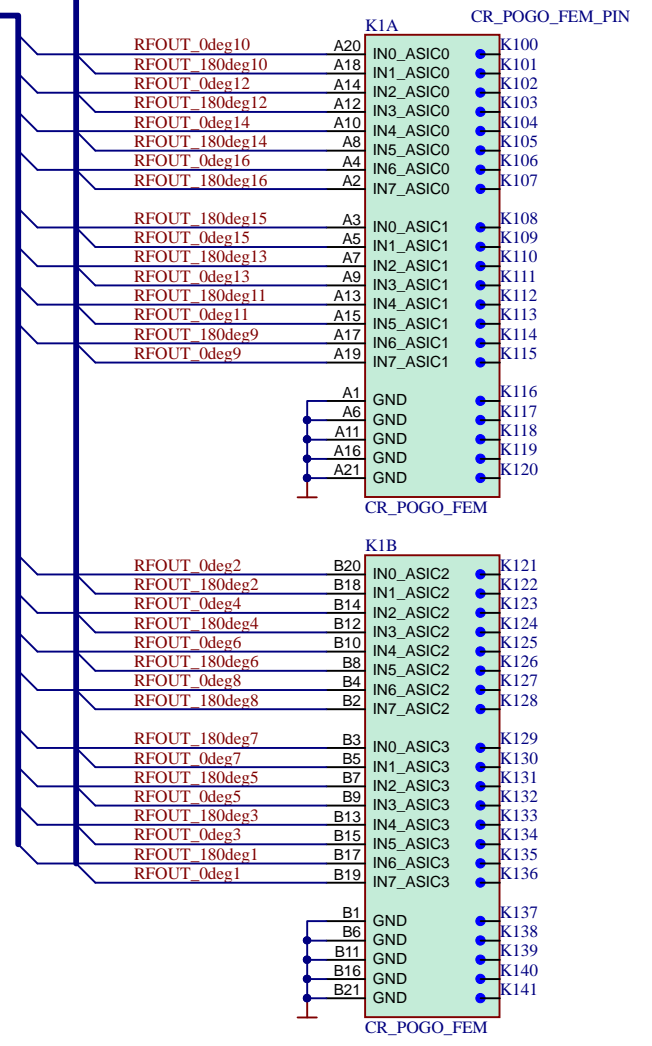 CR_POGO_FEM_PIN
K1A
RFOUT_0deg10 A20 IN0_ASIC0 K100
RFOUT_180deg10 A18 IN1_ASIC0 K101
RFOUT_0deg12 A14 IN2_ASIC0 K102
RFOUT_180deg12 A12 IN3_ASIC0 K103
RFOUT_0deg14 A10 IN4_ASIC0 K104
RFOUT_180deg14 A8 IN5_ASIC0 K105
RFOUT_0deg16 A4 IN6_ASIC0 K106
RFOUT_180deg16 A2 IN7_ASIC0 K107
RFOUT_180deg15 A3 IN0_ASIC1 K108
RFOUT_0deg15 A5 IN1_ASIC1 K109
RFOUT_180deg13 A7 IN2_ASIC1 K110
RFOUT_0deg13 A9 IN3_ASIC1 K111
RFOUT_180deg11 A13 IN4_ASIC1 K112
RFOUT_0deg11 A15 IN5_ASIC1 K113
RFOUT_180deg9 A17 IN6_ASIC1 K114
RFOUT_0deg9 A19 IN7_ASIC1 K115
A1 GND K116
A6 GND K117
A11 GND K118
A16 GND K119
A21 GND K120
CR_POGO_FEM
K1B
RFOUT_0deg2 B20 IN0_ASIC2 K121
RFOUT_180deg2 B18 IN1_ASIC2 K122
RFOUT_0deg4 B14 IN2_ASIC2 K123
RFOUT_180deg4 B12 IN3_ASIC2 K124
RFOUT_0deg6 B10 IN4_ASIC2 K125
RFOUT_180deg6 B8 IN5_ASIC2 K126
RFOUT_0deg8 B4 IN6_ASIC2 K127
RFOUT_180deg8 B2 IN7_ASIC2 K128
RFOUT_180deg7 B3 IN0_ASIC3 K129
RFOUT_0deg7 B5 IN1_ASIC3 K130
RFOUT_180deg5 B7 IN2_ASIC3 K131
RFOUT_0deg5 B9 IN3_ASIC3 K132
RFOUT_180deg3 B13 IN4_ASIC3 K133
RFOUT_0deg3 B15 IN5_ASIC3 K134
RFOUT_180deg1 B17 IN6_ASIC3 K135
RFOUT_0deg1 B19 IN7_ASIC3 K136
B1 GND K137
B6 GND K138
B11 GND K139
B16 GND K140
B21 GND K141
CR_POGO_FEM